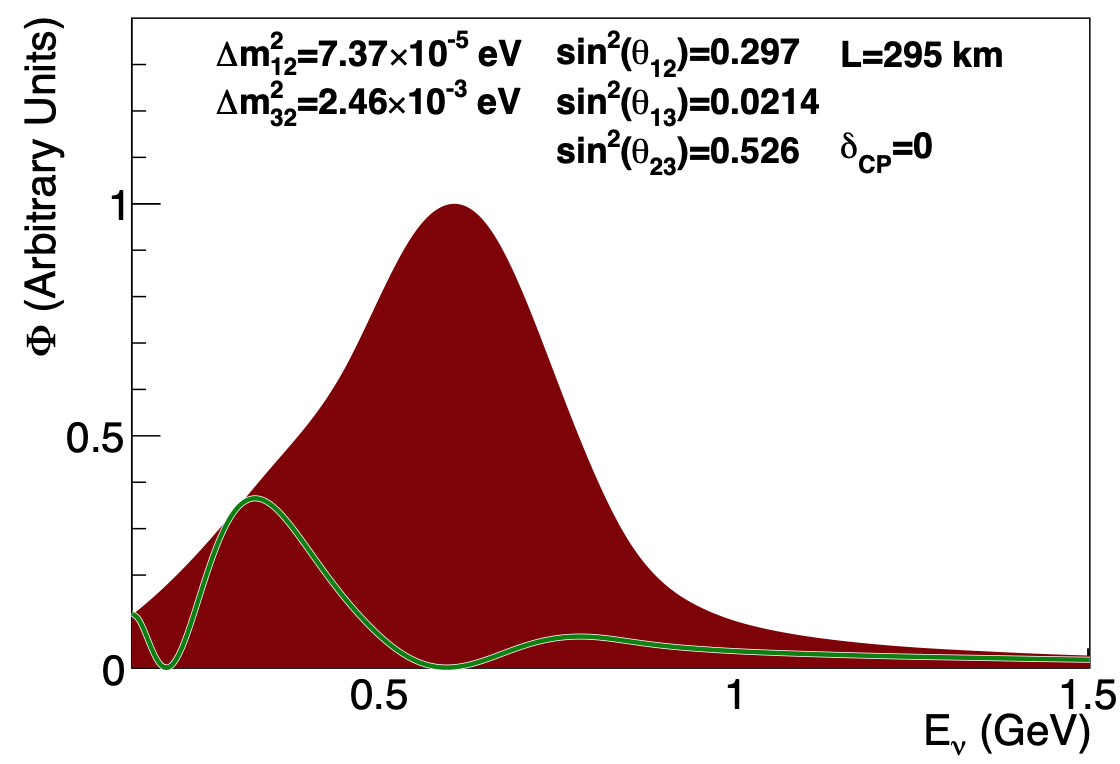 Δm²₁₂=7.37×10⁻⁵ eV sin²(θ₁₂)=0.297 L=295 km
Δm²₃₂=2.46×10⁻³ eV sin²(θ₁₃)=0.0214
sin²(θ₂₃)=0.526 δ_CP=0
Φ (Arbitrary Units)
1
0.5
0
0.5 1 1.5
E_ν (GeV)